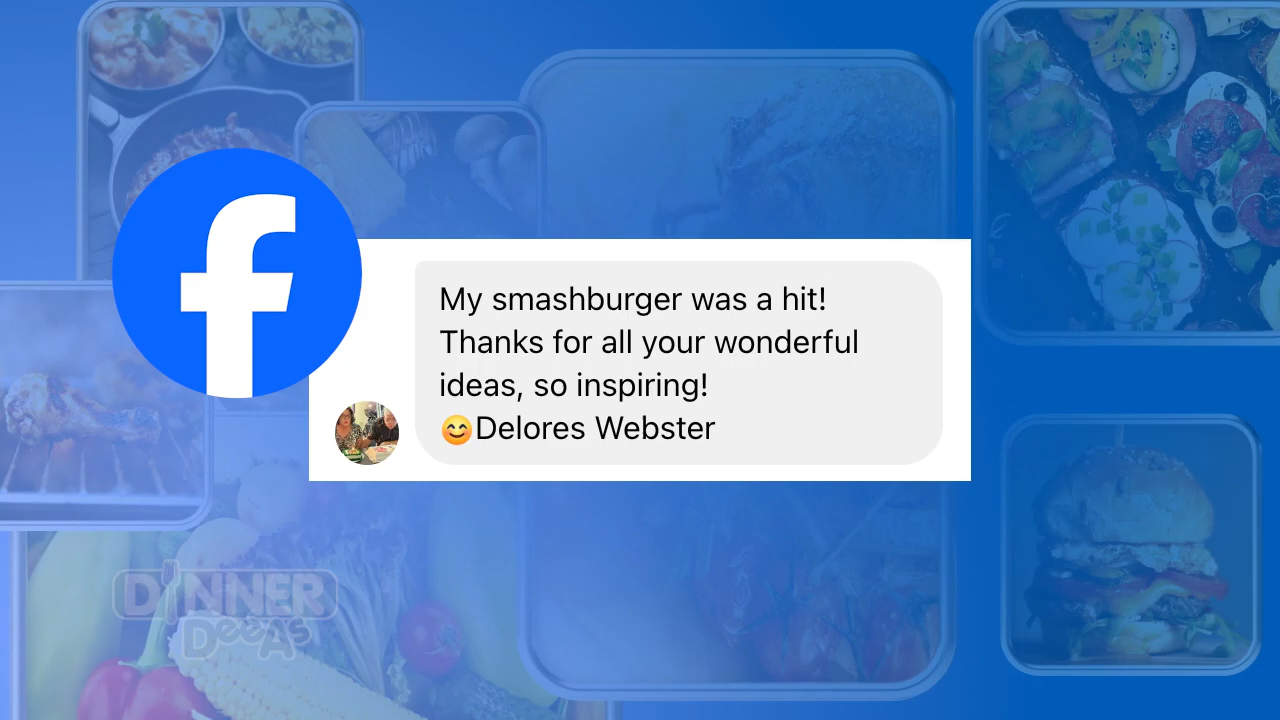 My smashburger was a hit!
Thanks for all your wonderful
ideas, so inspiring!
😊Delores Webster
DINNER
DeeAs